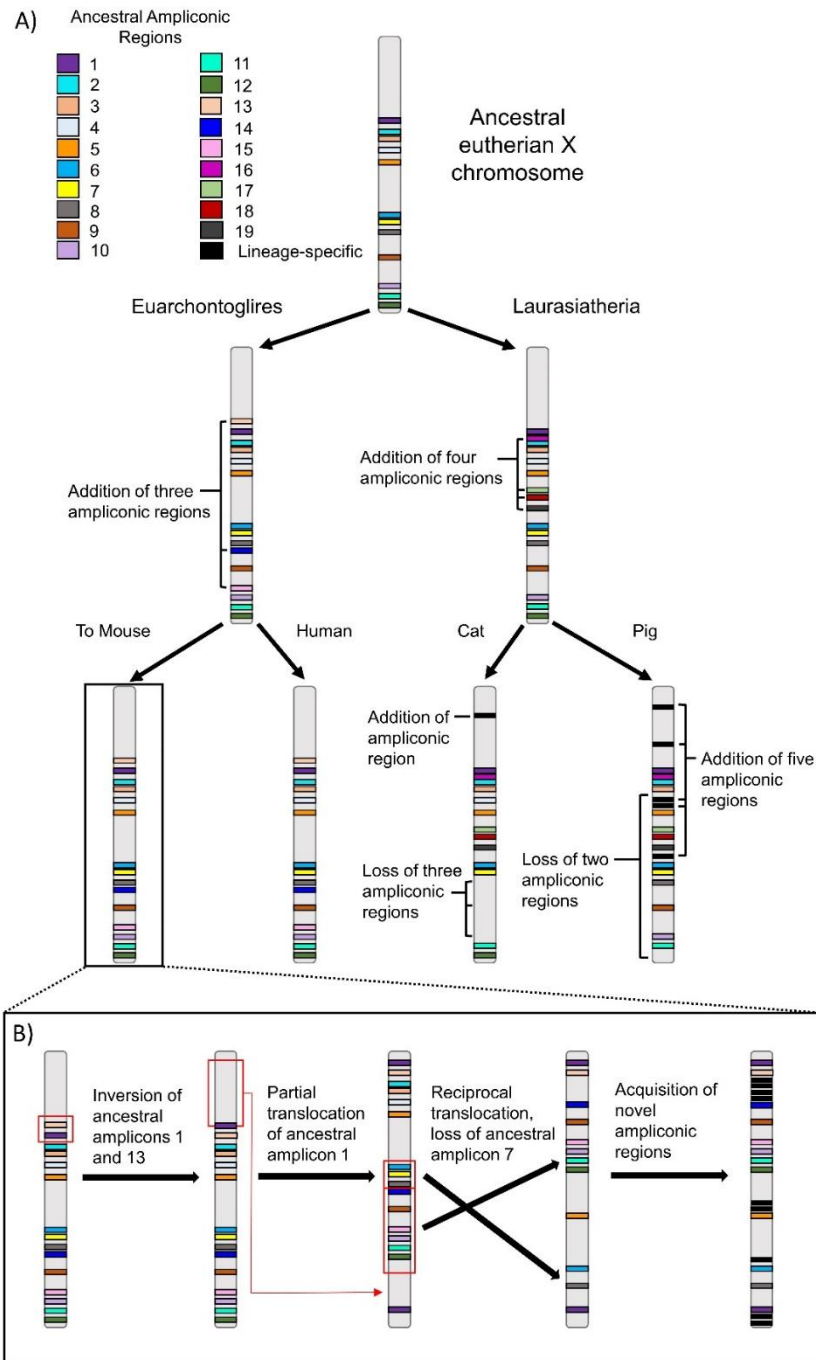 A)
Ancestral Ampliconic
Regions
1
2
3
4
5
6
7
8
9
10
11
12
13
14
15
16
17
18
19
Lineage-specific
Ancestral
eutherian X
chromosome
Euarchontoglires
Laurasiatheria
Addition of three
ampliconic regions
Addition of four
ampliconic regions
To Mouse
Human
Cat
Pig
Addition of
ampliconic
region
Loss of three
ampliconic
regions
Addition of five
ampliconic
regions
Loss of two
ampliconic
regions
B)
Inversion of
ancestral
amplicons 1
and 13
Partial
translocation
of ancestral
amplicon 1
Reciprocal
translocation,
loss of ancestral
amplicon 7
Acquisition of
novel
ampliconic
regions